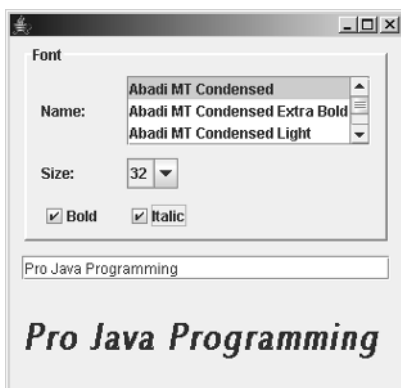 Font
Name:
Abadi MT Condensed
Abadi MT Condensed Extra Bold
Abadi MT Condensed Light
Size:
32
Bold
Italic
Pro Java Programming
Pro Java Programming